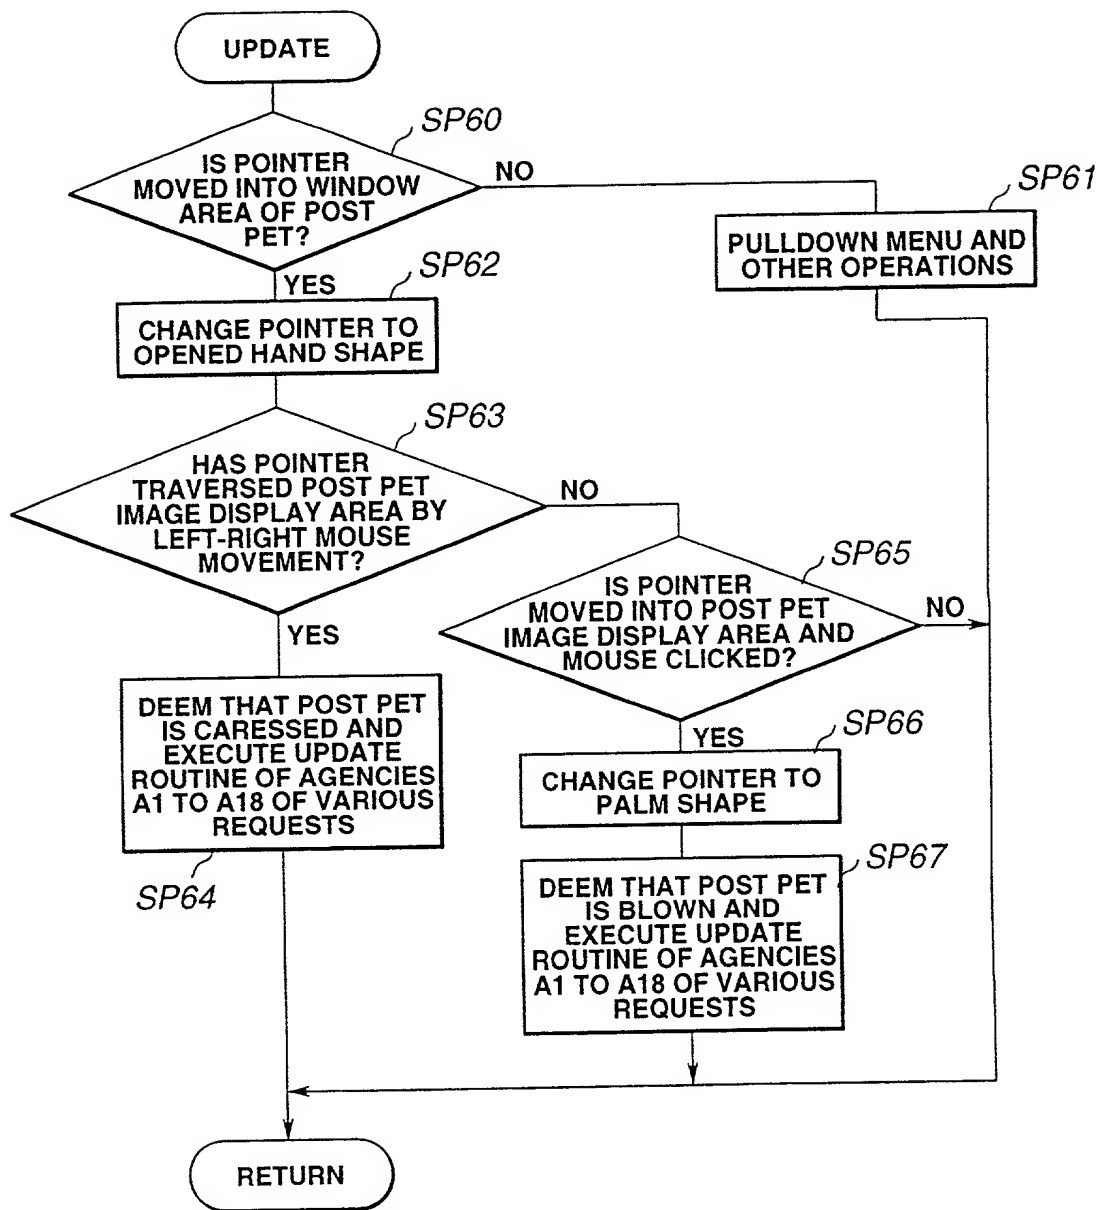 UPDATE
SP60
IS POINTER
MOVED INTO WINDOW
AREA OF POST
PET?
NO
SP61
PULLDOWN MENU AND
OTHER OPERATIONS
YES
SP62
CHANGE POINTER TO
OPENED HAND SHAPE
SP63
HAS POINTER
TRAVERSED POST PET
IMAGE DISPLAY AREA BY
LEFT-RIGHT MOUSE
MOVEMENT?
NO
SP65
IS POINTER
MOVED INTO POST PET
IMAGE DISPLAY AREA AND
MOUSE CLICKED?
NO
YES
DEEM THAT POST PET
IS CARESSED AND
EXECUTE UPDATE
ROUTINE OF AGENCIES
A1 TO A18 OF VARIOUS
REQUESTS
SP64
YES
SP66
CHANGE POINTER TO
PALM SHAPE
SP67
DEEM THAT POST PET
IS BLOWN AND
EXECUTE UPDATE
ROUTINE OF AGENCIES
A1 TO A18 OF VARIOUS
REQUESTS
RETURN